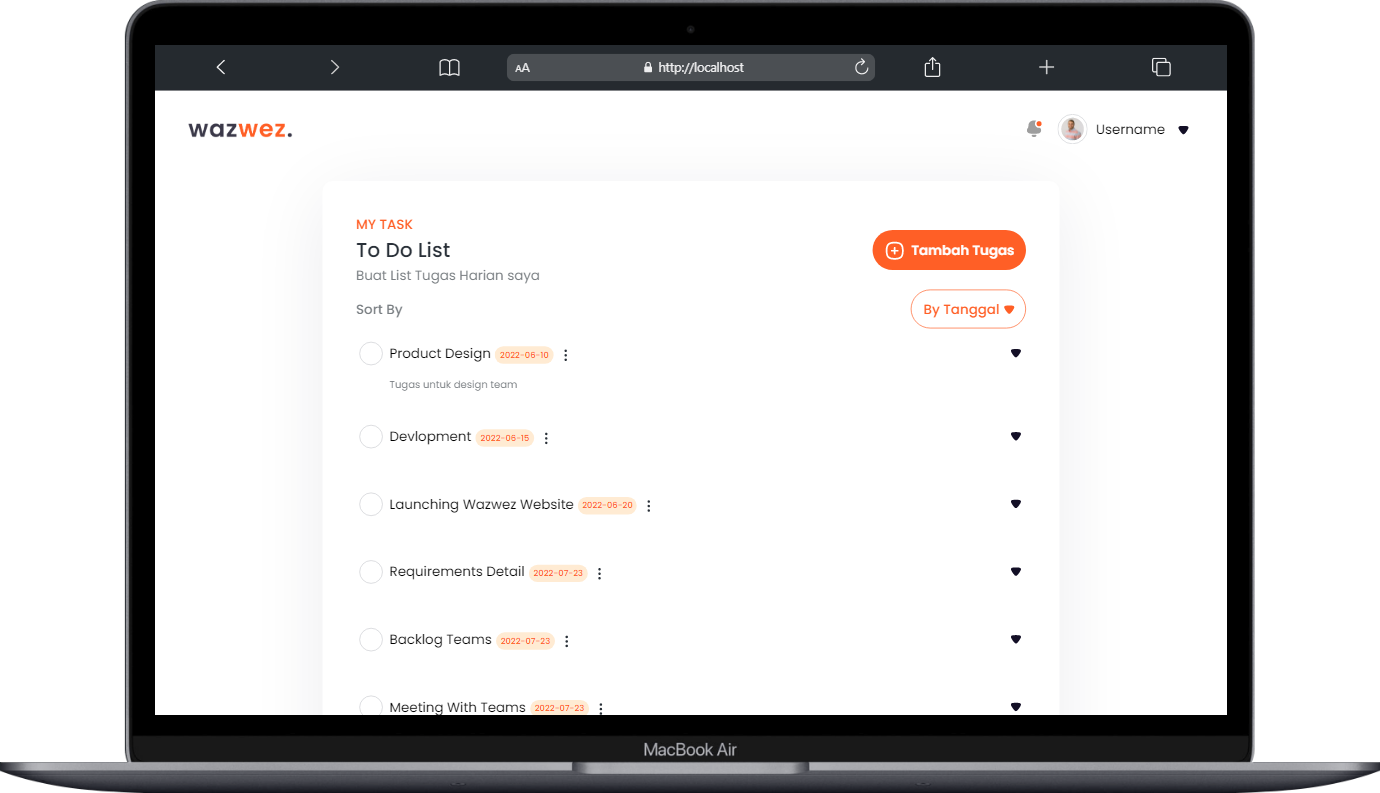 AA http://localhost
wazwez.
Username
MY TASK
To Do List
Tambah Tugas
Buat List Tugas Harian saya
Sort By
By Tanggal
Product Design 2022-06-10
Tugas untuk design team
Devlopment 2022-06-15
Launching Wazwez Website 2022-06-20
Requirements Detail 2022-07-23
Backlog Teams 2022-07-23
Meeting With Teams 2022-07-23
MacBook Air